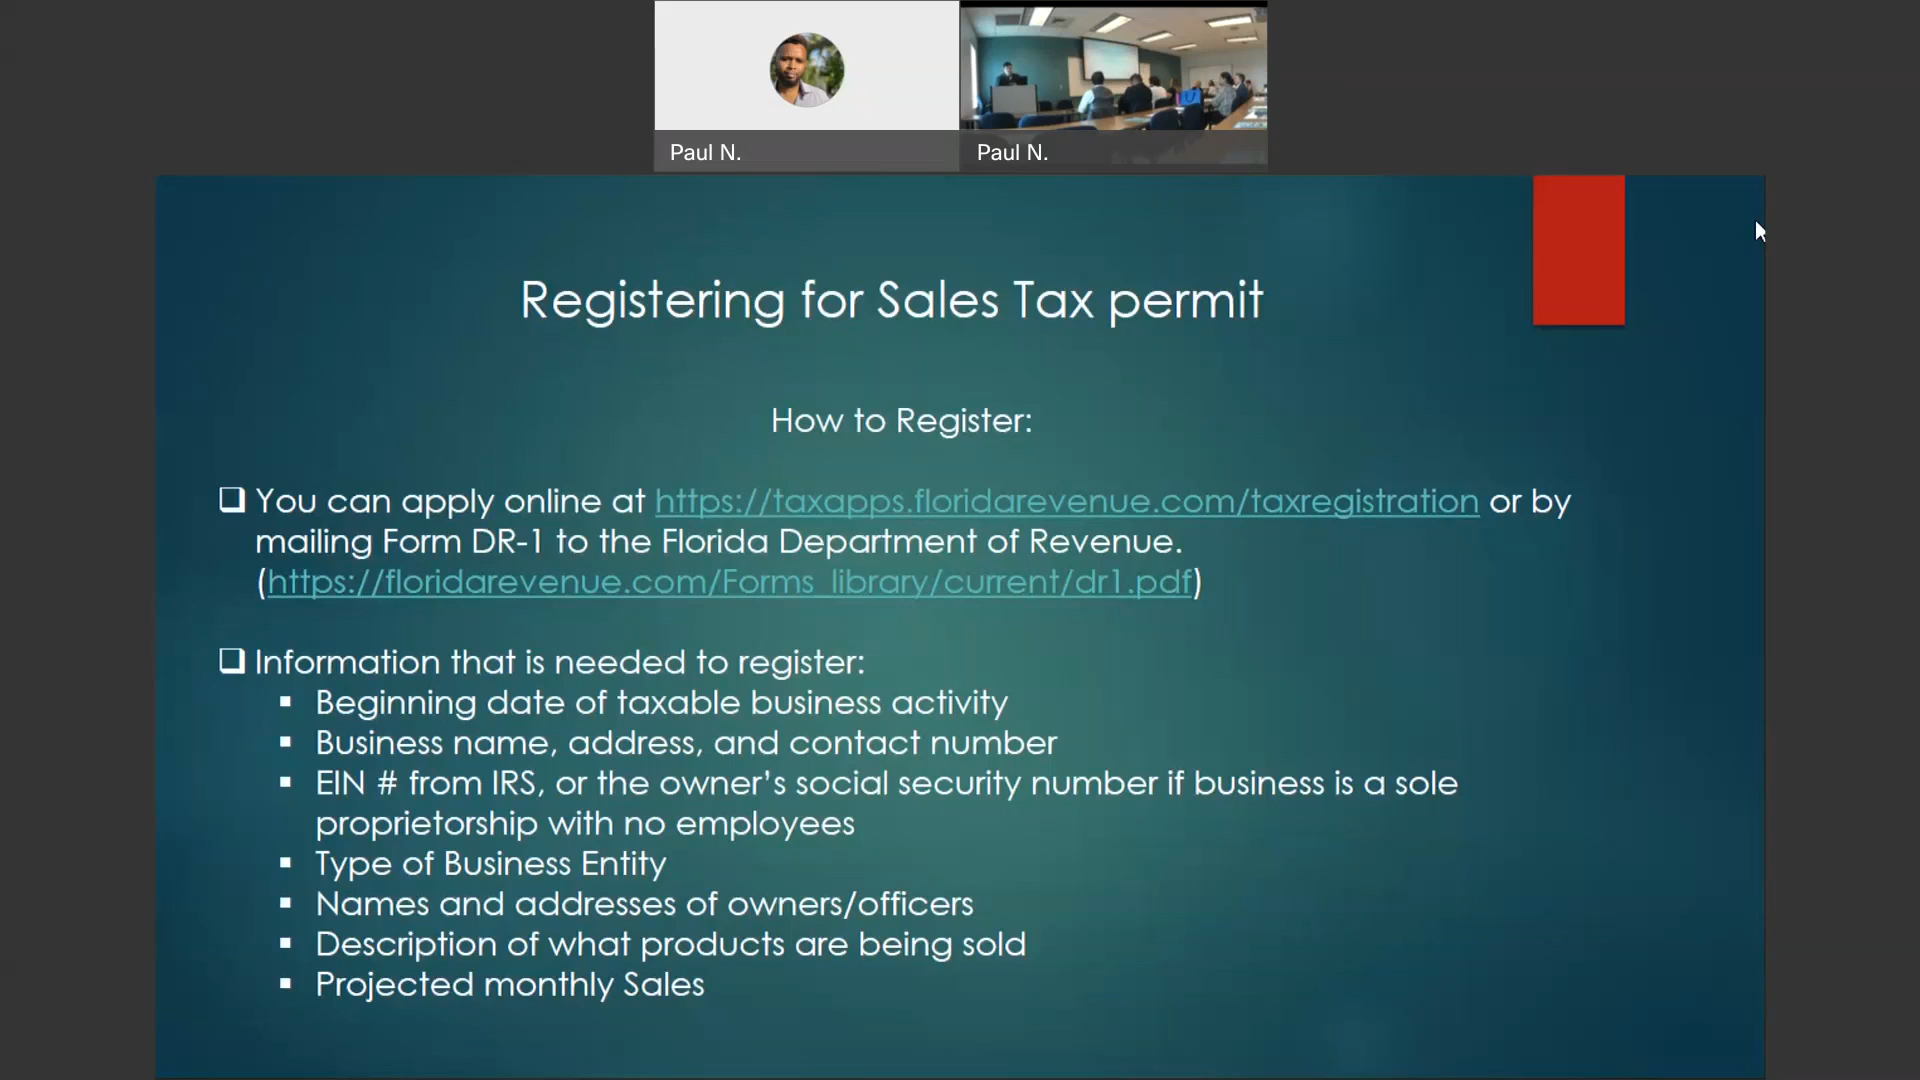 Paul N.
Paul N.
Registering for Sales Tax permit
How to Register:
You can apply online at https://taxapps.floridarevenue.com/taxregistration or by
mailing Form DR-1 to the Florida Department of Revenue.
(https://floridarevenue.com/Forms_library/current/dr1.pdf)
Information that is needed to register:
Beginning date of taxable business activity
Business name, address, and contact number
EIN # from IRS, or the owner’s social security number if business is a sole
proprietorship with no employees
Type of Business Entity
Names and addresses of owners/officers
Description of what products are being sold
Projected monthly Sales